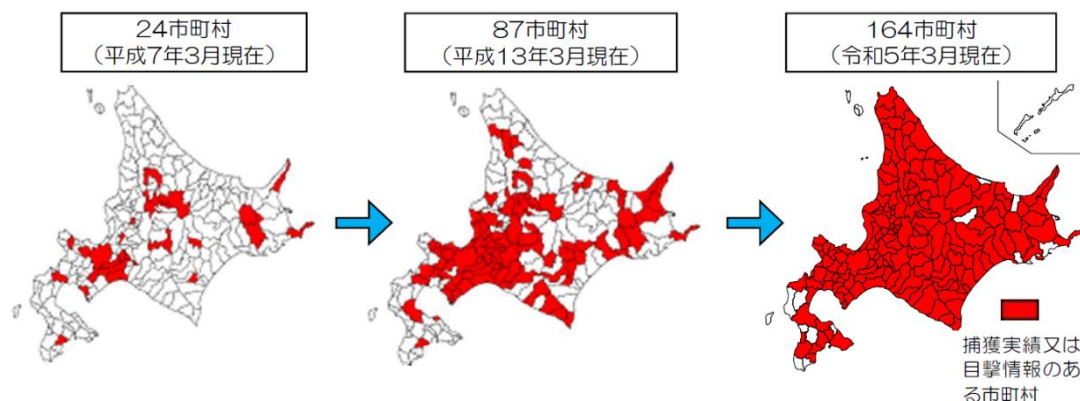 24市町村
(平成7年3月現在)
87市町村
(平成13年3月現在)
164市町村
(令和5年3月現在)
捕獲実績又は
目撃情報のあ
る市町村